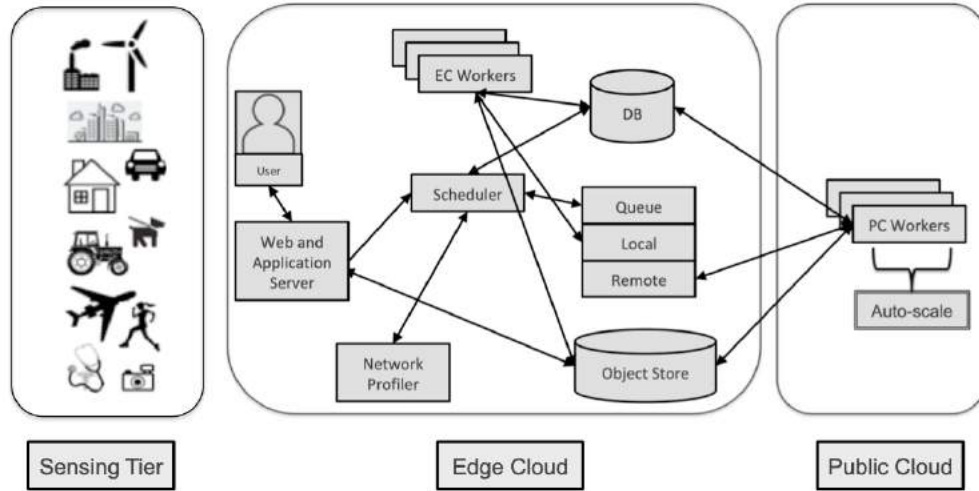 EC Workers
DB
User
Scheduler
Queue
Local
Remote
Web and
Application
Server
Network
Profiler
Object Store
PC Workers
Auto-scale
Sensing Tier
Edge Cloud
Public Cloud